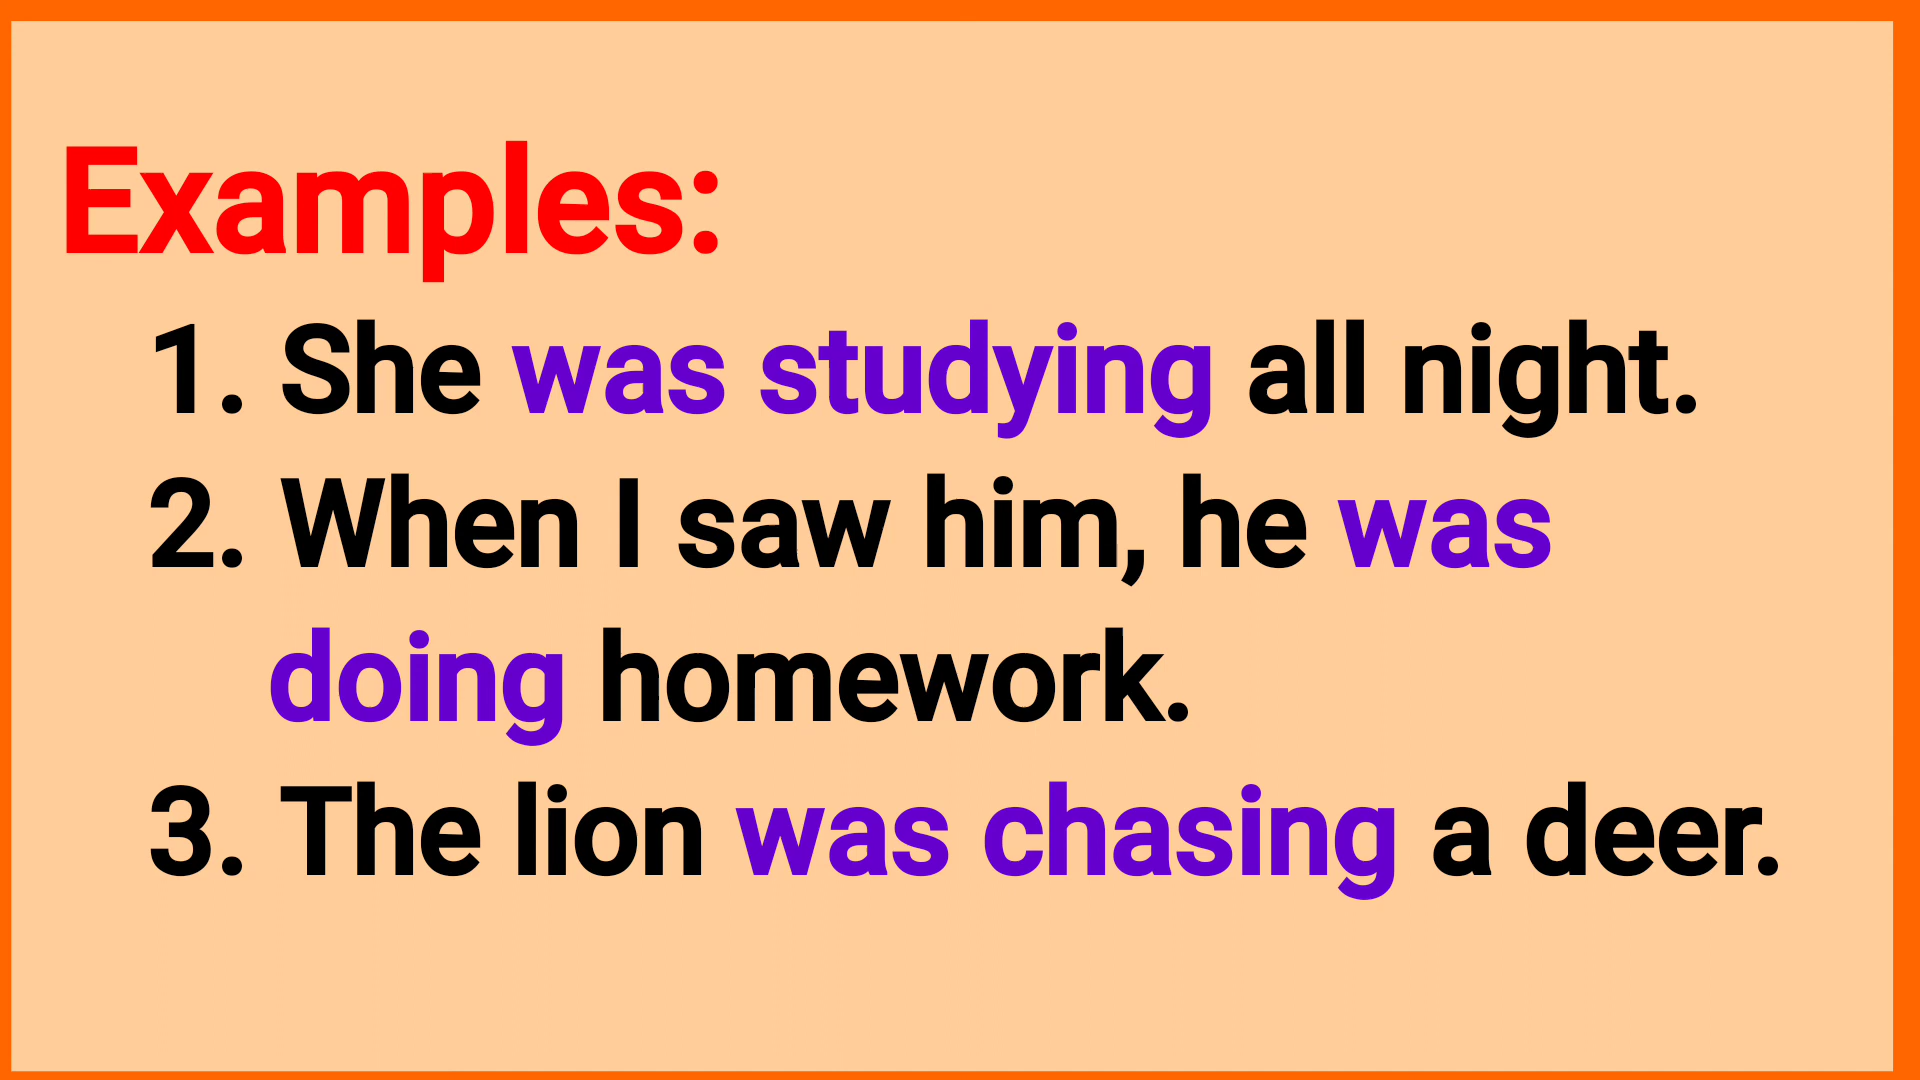 Examples:
1. She was studying all night.
2. When I saw him, he was
doing homework.
3. The lion was chasing a deer.